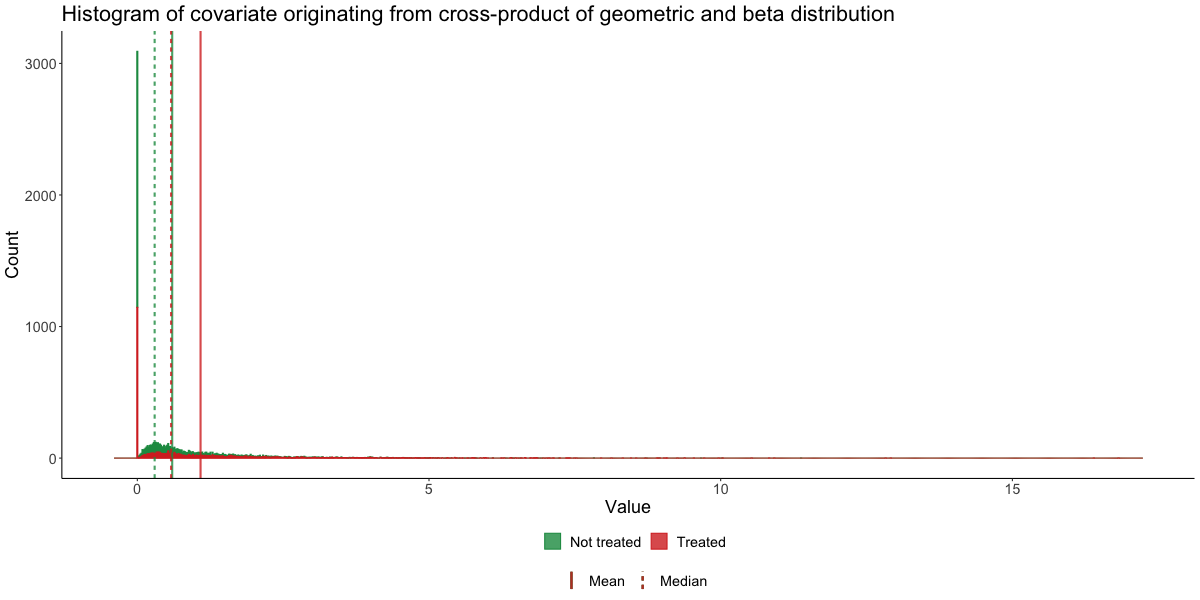 Histogram of covariate originating from cross-product of geometric and beta distribution
Count
3000
2000
1000
0
0 5 10 15
Value
Not treated Treated
Mean Median